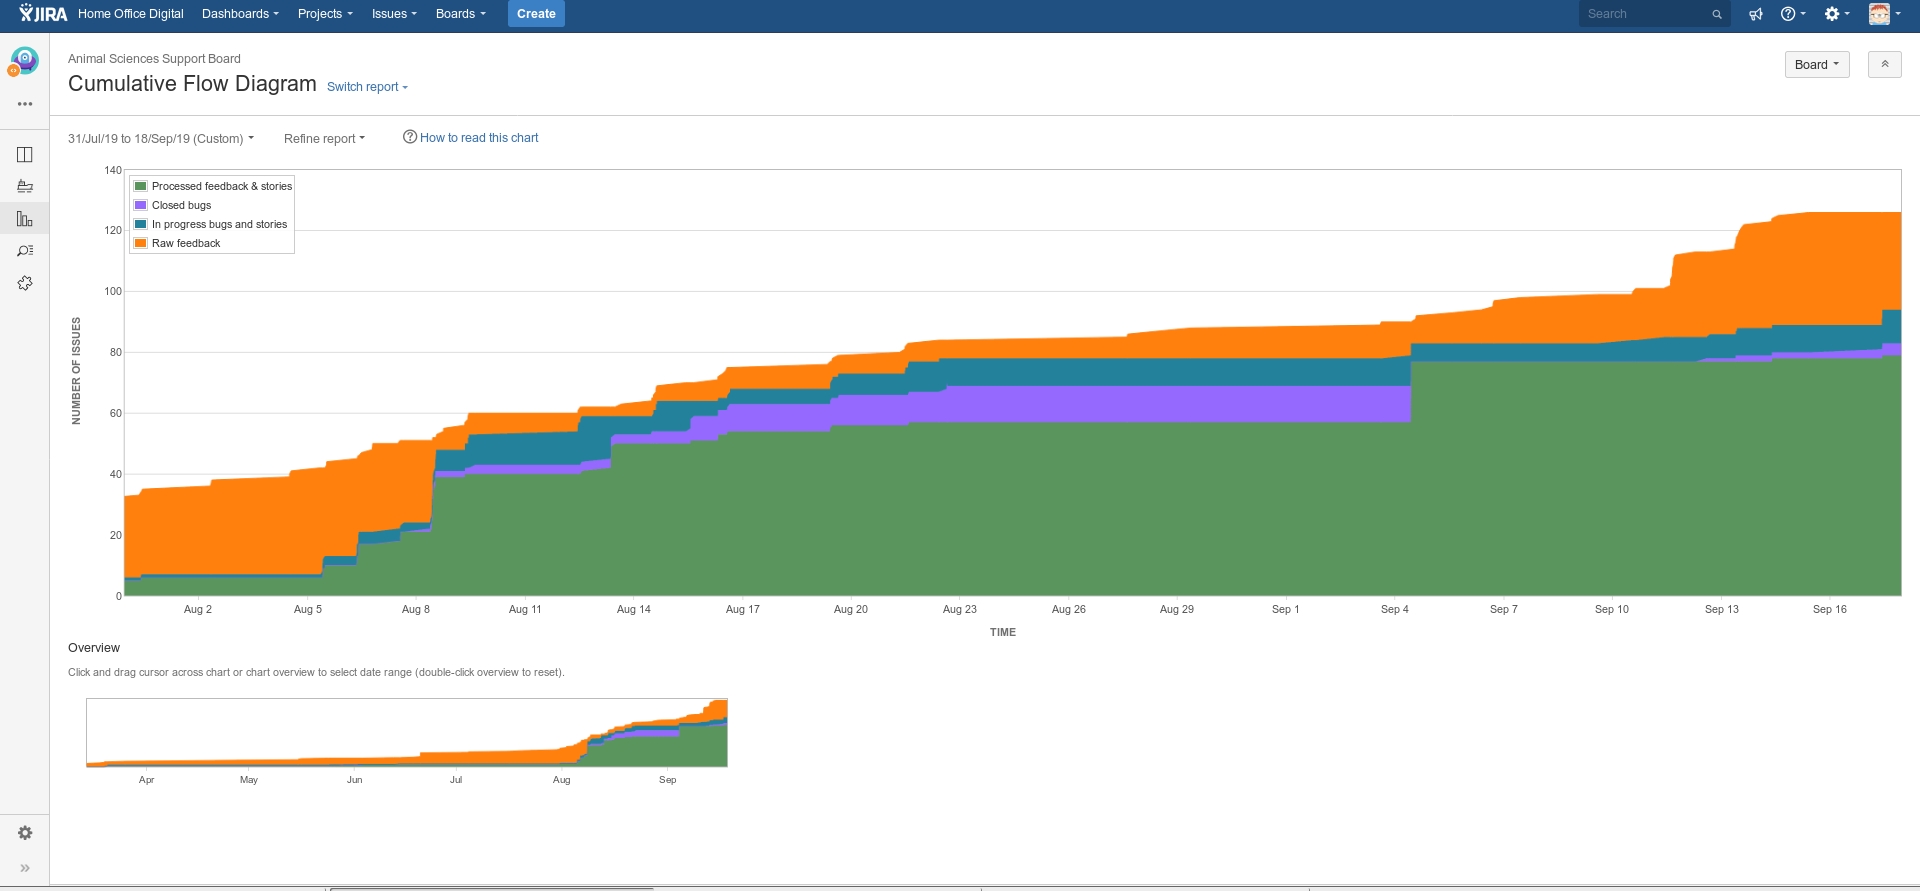 JIRA Home Office Digital Dashboards Projects Issues Boards Create Search
Animal Sciences Support Board
Cumulative Flow Diagram Switch report
Board
31/Jul/19 to 18/Sep/19 (Custom) Refine report How to read this chart
140
120
100
80
60
40
20
0
NUMBER OF ISSUES
Processed feedback & stories
Closed bugs
In progress bugs and stories
Raw feedback
Aug 2 Aug 5 Aug 8 Aug 11 Aug 14 Aug 17 Aug 20 Aug 23 Aug 26 Aug 29 Sep 1 Sep 4 Sep 7 Sep 10 Sep 13 Sep 16
TIME
Overview
Click and drag cursor across chart or chart overview to select date range (double-click overview to reset).
Apr May Jun Jul Aug Sep